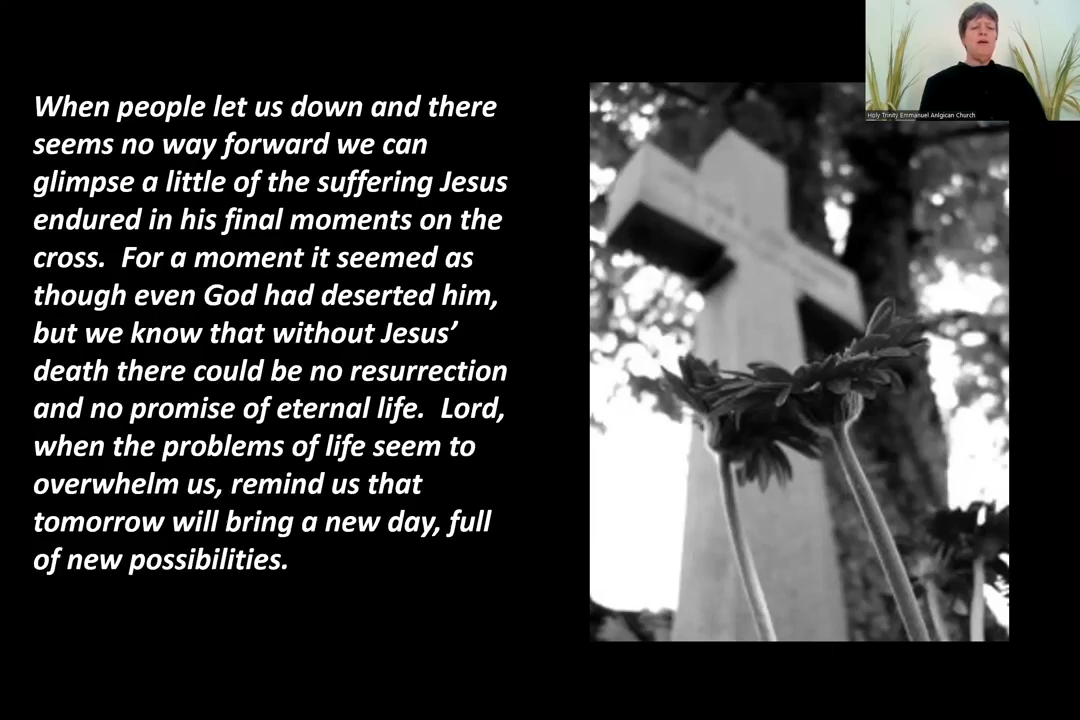 When people let us down and there
seems no way forward we can
glimpse a little of the suffering Jesus
endured in his final moments on the
cross.  For a moment it seemed as
though even God had deserted him,
but we know that without Jesus’
death there could be no resurrection
and no promise of eternal life.  Lord,
when the problems of life seem to
overwhelm us, remind us that
tomorrow will bring a new day, full
of new possibilities.
Holy Trinity Emmanuel Anlgican Church